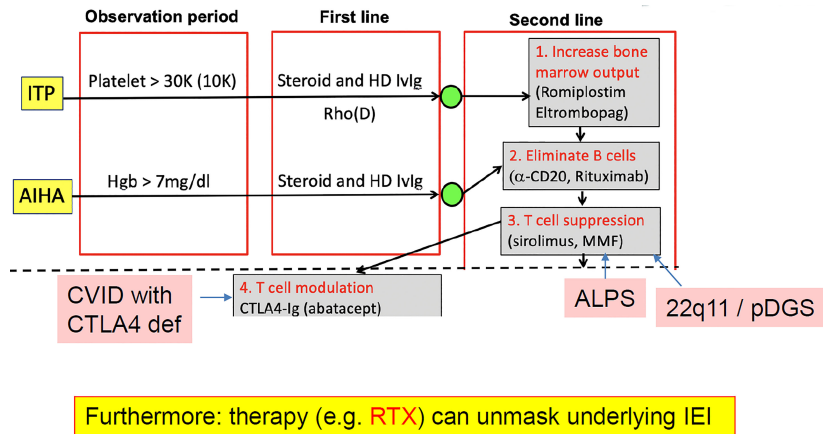 Observation period
First line
Second line
ITP
Platelet > 30K (10K)
Steroid and HD IvIg
Rho(D)
1. Increase bone
marrow output
(Romiplostim
Eltrombopag)
AIHA
Hgb > 7mg/dl
Steroid and HD IvIg
2. Eliminate B cells
(α-CD20, Rituximab)
3. T cell suppression
(sirolimus, MMF)
CVID with
CTLA4 def
4. T cell modulation
CTLA4-Ig (abatacept)
ALPS
22q11 / pDGS
Furthermore: therapy (e.g. RTX) can unmask underlying IEI